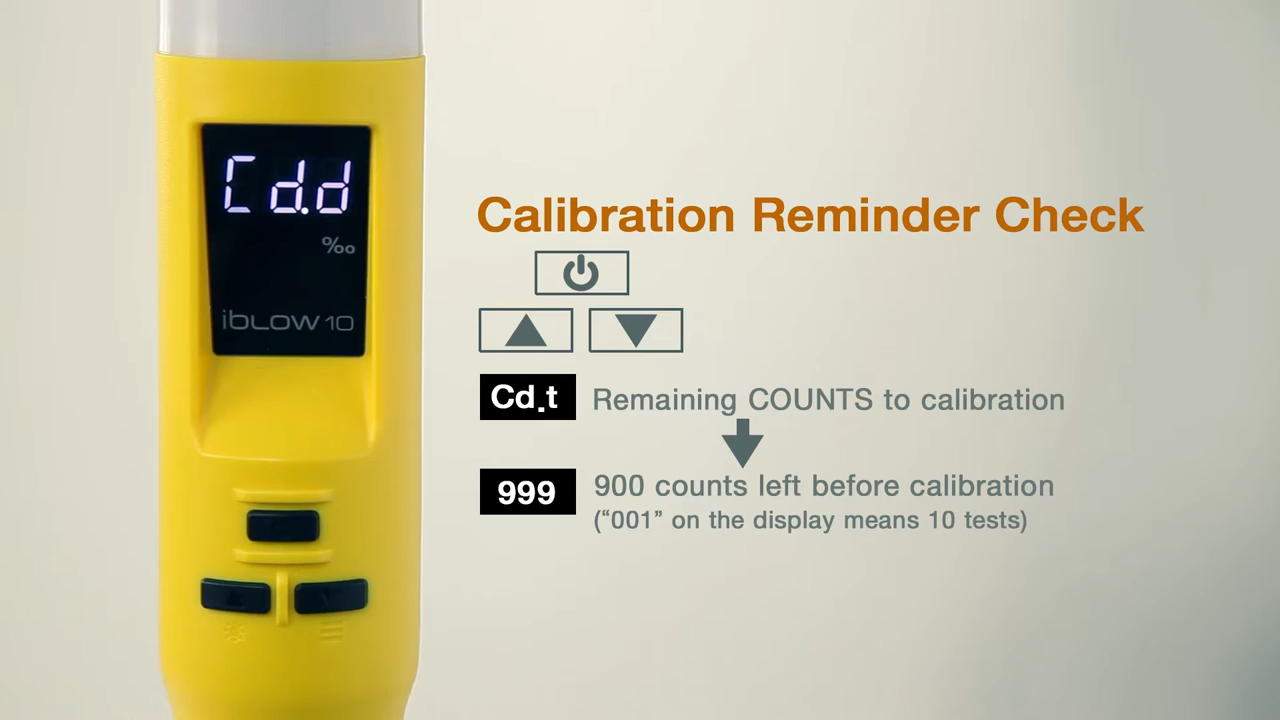 Cd.d
‰
iBLOW 10
Calibration Reminder Check
Cd.t Remaining COUNTS to calibration
999 900 counts left before calibration
(“001” on the display means 10 tests)